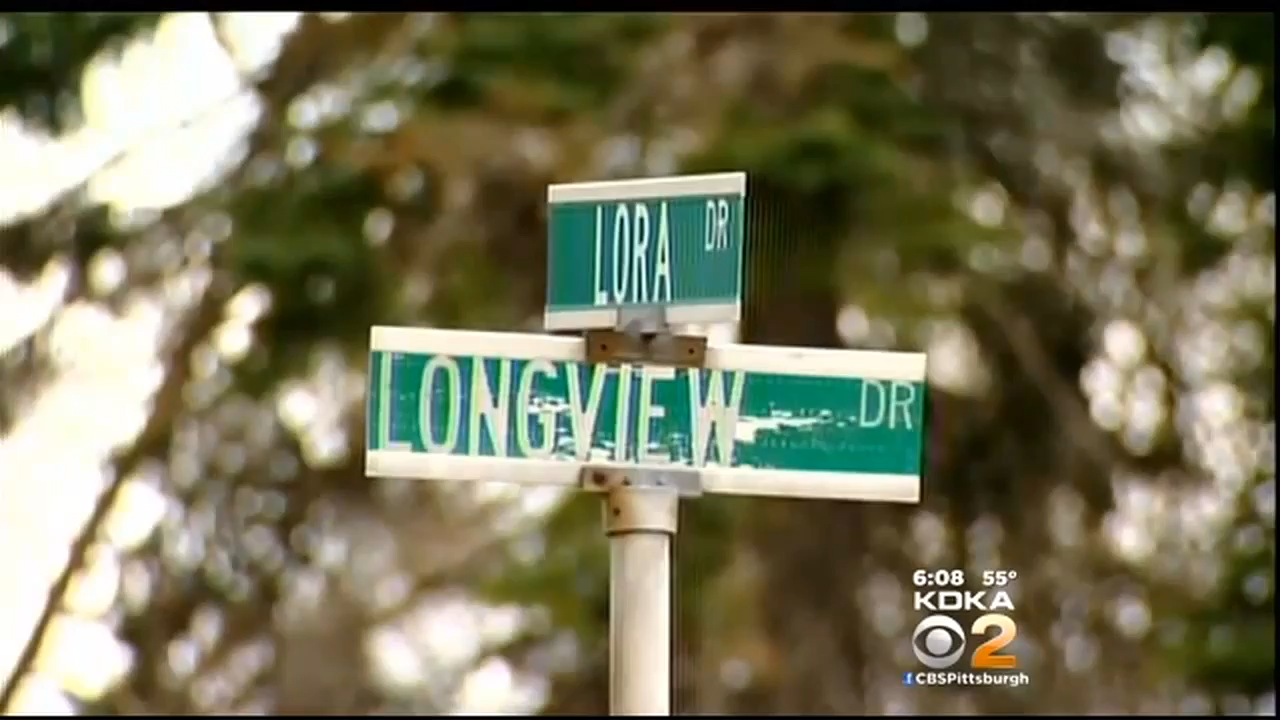 LORA DR
LONGVIEW DR
6:08 55°
KDKA
2
f CBSPittsburgh